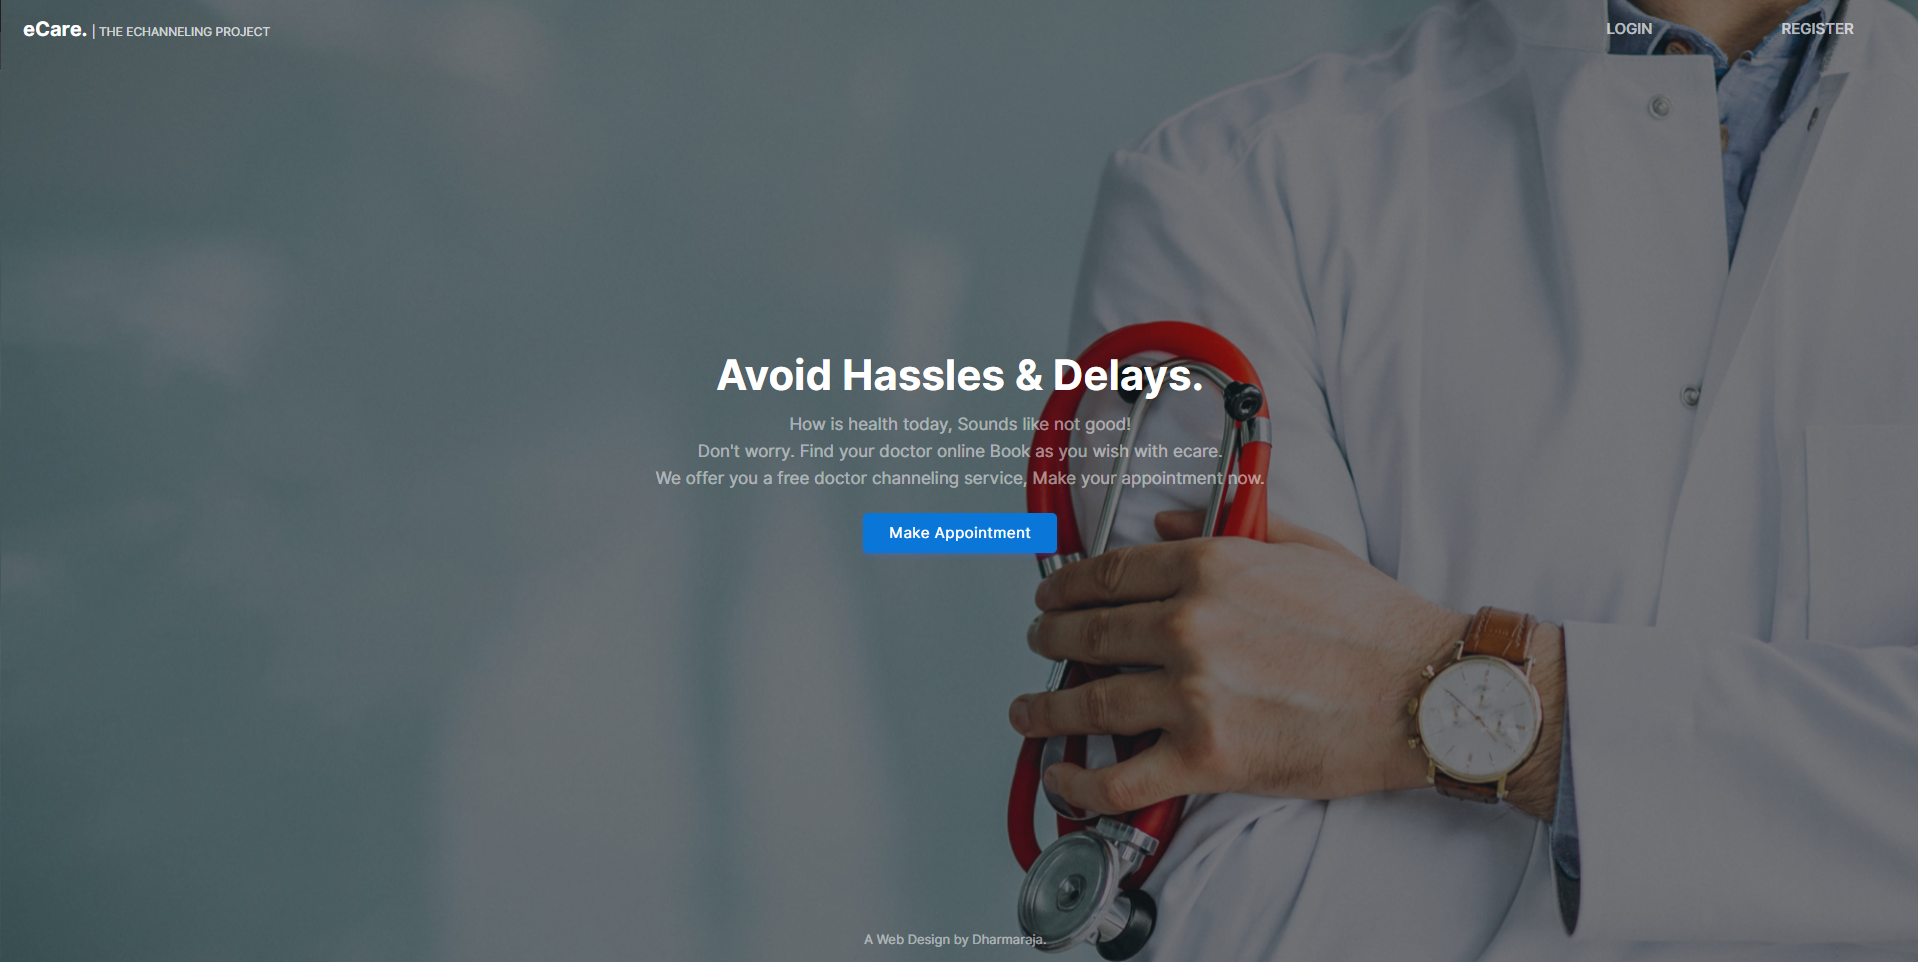 eCare. | THE ECHANNELING PROJECT
LOGIN
REGISTER
Avoid Hassles & Delays.
How is health today, Sounds like not good!
Don't worry. Find your doctor online Book as you wish with ecare.
We offer you a free doctor channeling service, Make your appointment now.
Make Appointment
A Web Design by Dharmaraja.